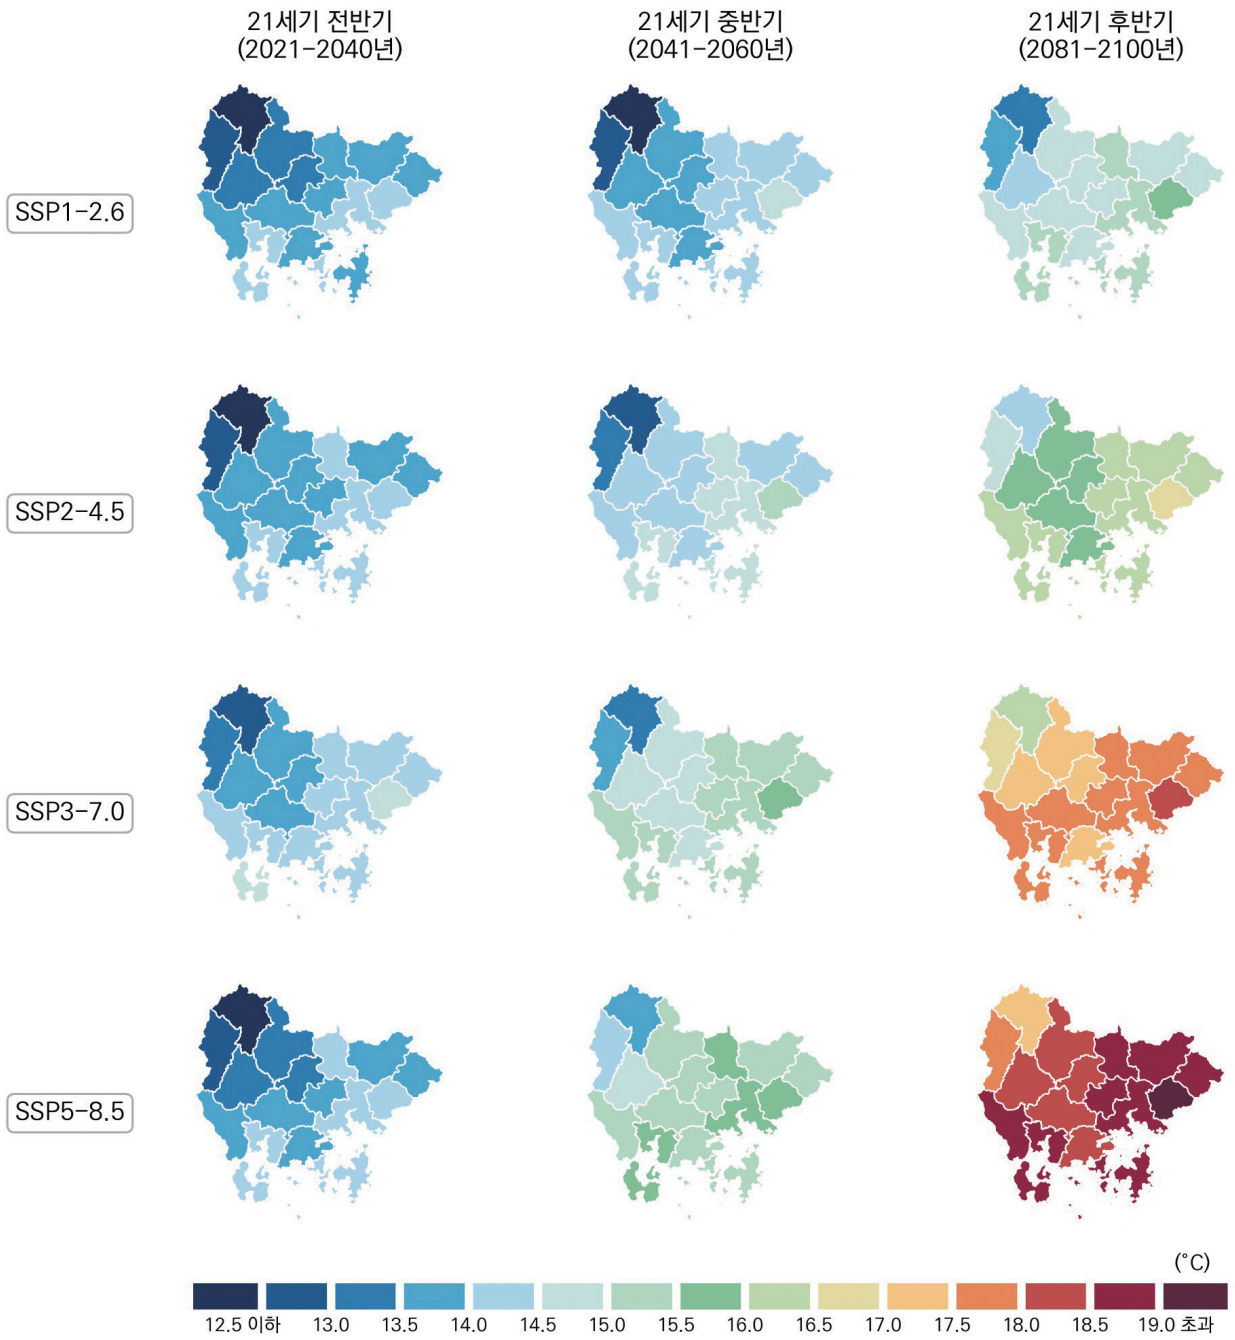 21세기 전반기
(2021-2040년)
21세기 중반기
(2041-2060년)
21세기 후반기
(2081-2100년)
SSP1-2.6
SSP2-4.5
SSP3-7.0
SSP5-8.5
(°C)
12.5 이하 13.0 13.5 14.0 14.5 15.0 15.5 16.0 16.5 17.0 17.5 18.0 18.5 19.0 초과